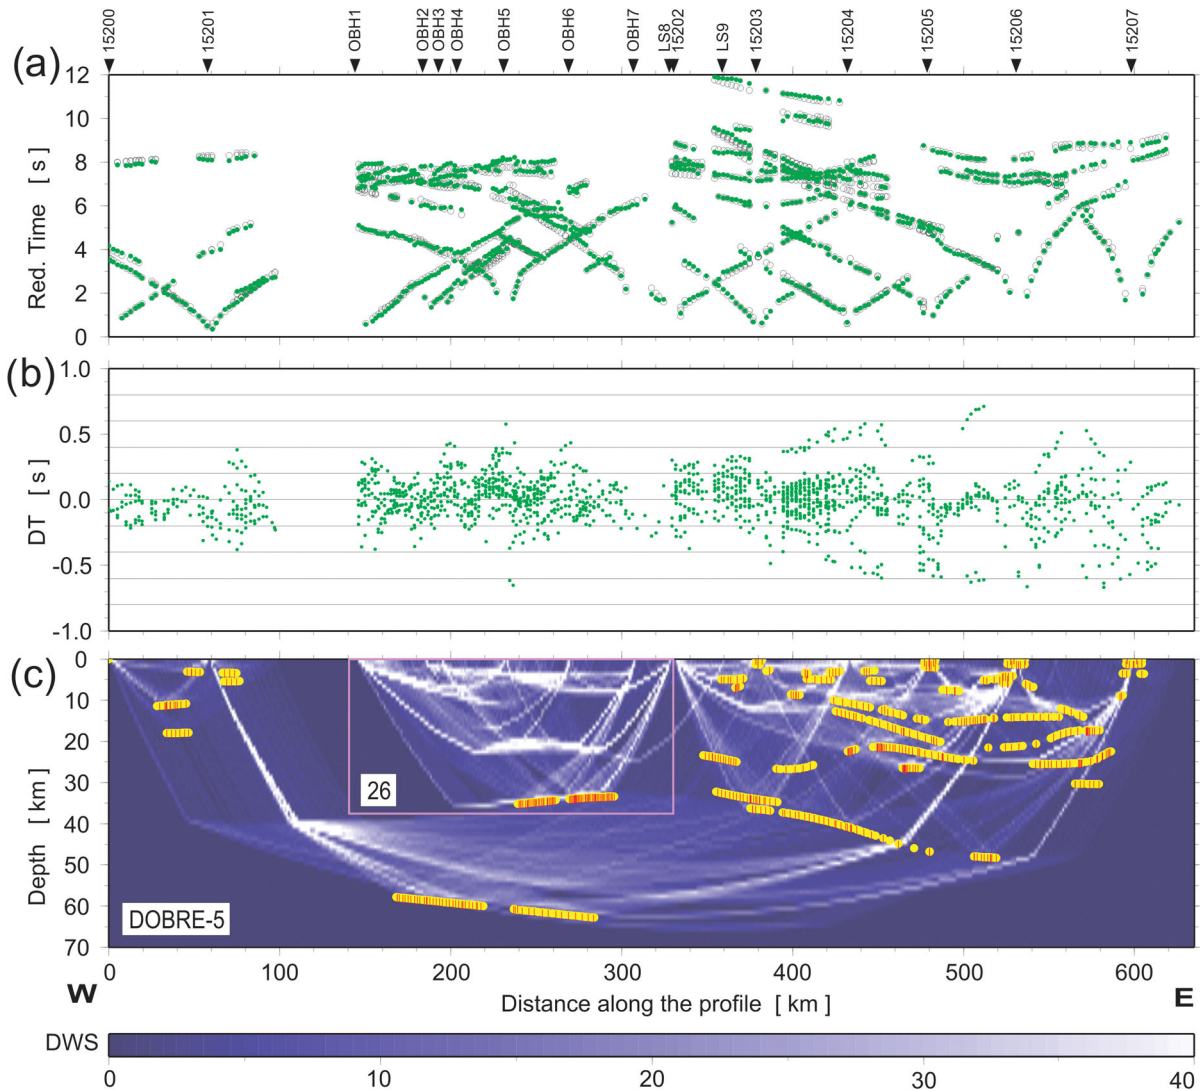 15200 15201 OBH1 OBH2 OBH3 OBH4 OBH5 OBH6 OBH7 LS8 15202 LS9 15203 15204 15205 15206 15207
(a)
12
10
8
6
4
2
0
Red. Time [ s ]
(b)
1.0
0.5
0.0
-0.5
-1.0
DT [ s ]
(c)
0
10
20
30
40
50
60
70
Depth [ km ]
26
DOBRE-5
0 100 200 300 400 500 600
W Distance along the profile [ km ] E
DWS
0 10 20 30 40